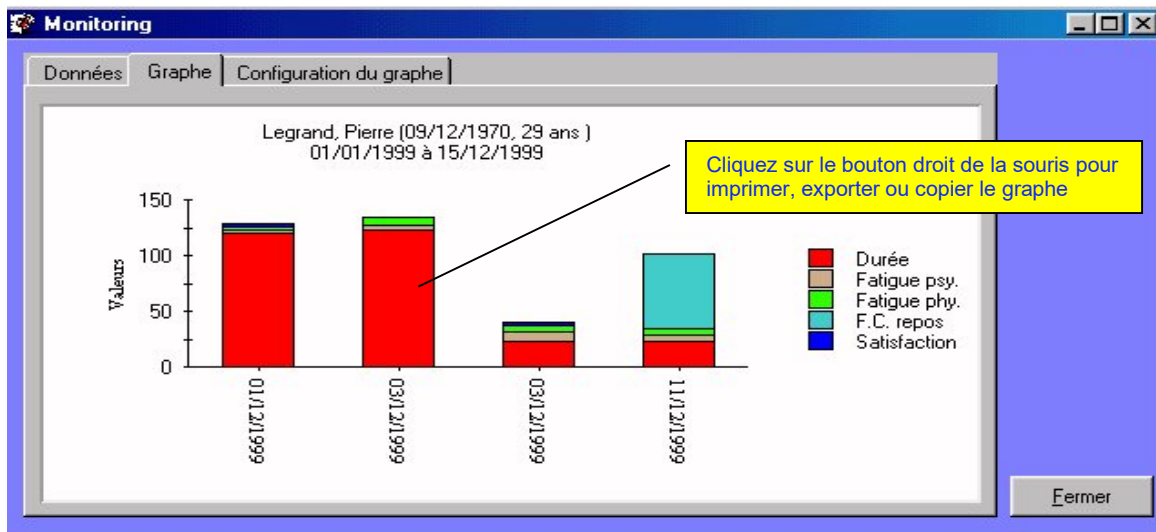 Monitoring
Données Graphe Configuration du graphe
Legrand, Pierre (09/12/1970, 29 ans )
01/01/1999 à 15/12/1999
Cliquez sur le bouton droit de la souris pour
imprimer, exporter ou copier le graphe
150
100
50
0
Valeurs
01/12/1999
03/12/1999
03/12/1999
11/12/1999
Durée
Fatigue psy.
Fatigue phy.
F.C. repos
Satisfaction
Fermer